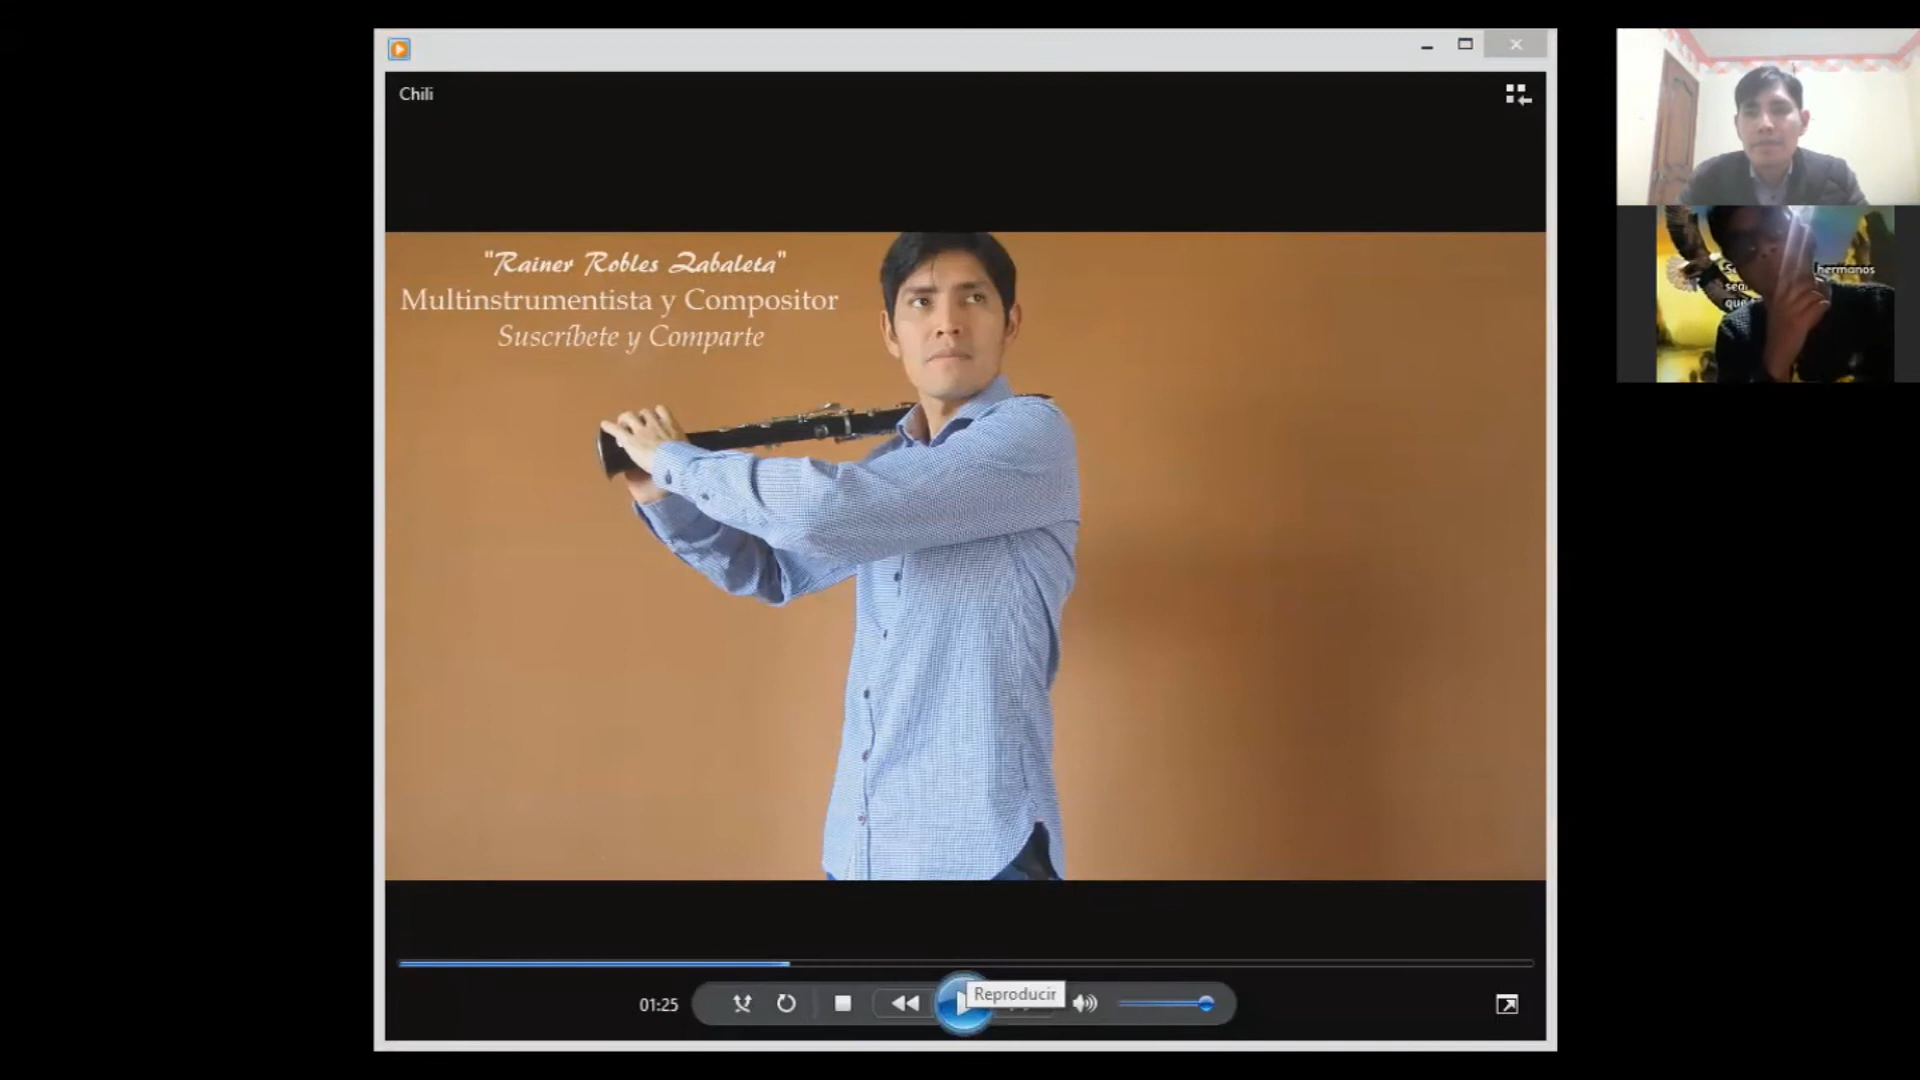 Chili
"Rainer Robles Zabaleta"
Multinstrumentista y Compositor
Suscríbete y Comparte
hermanos
01:25
Reproducir